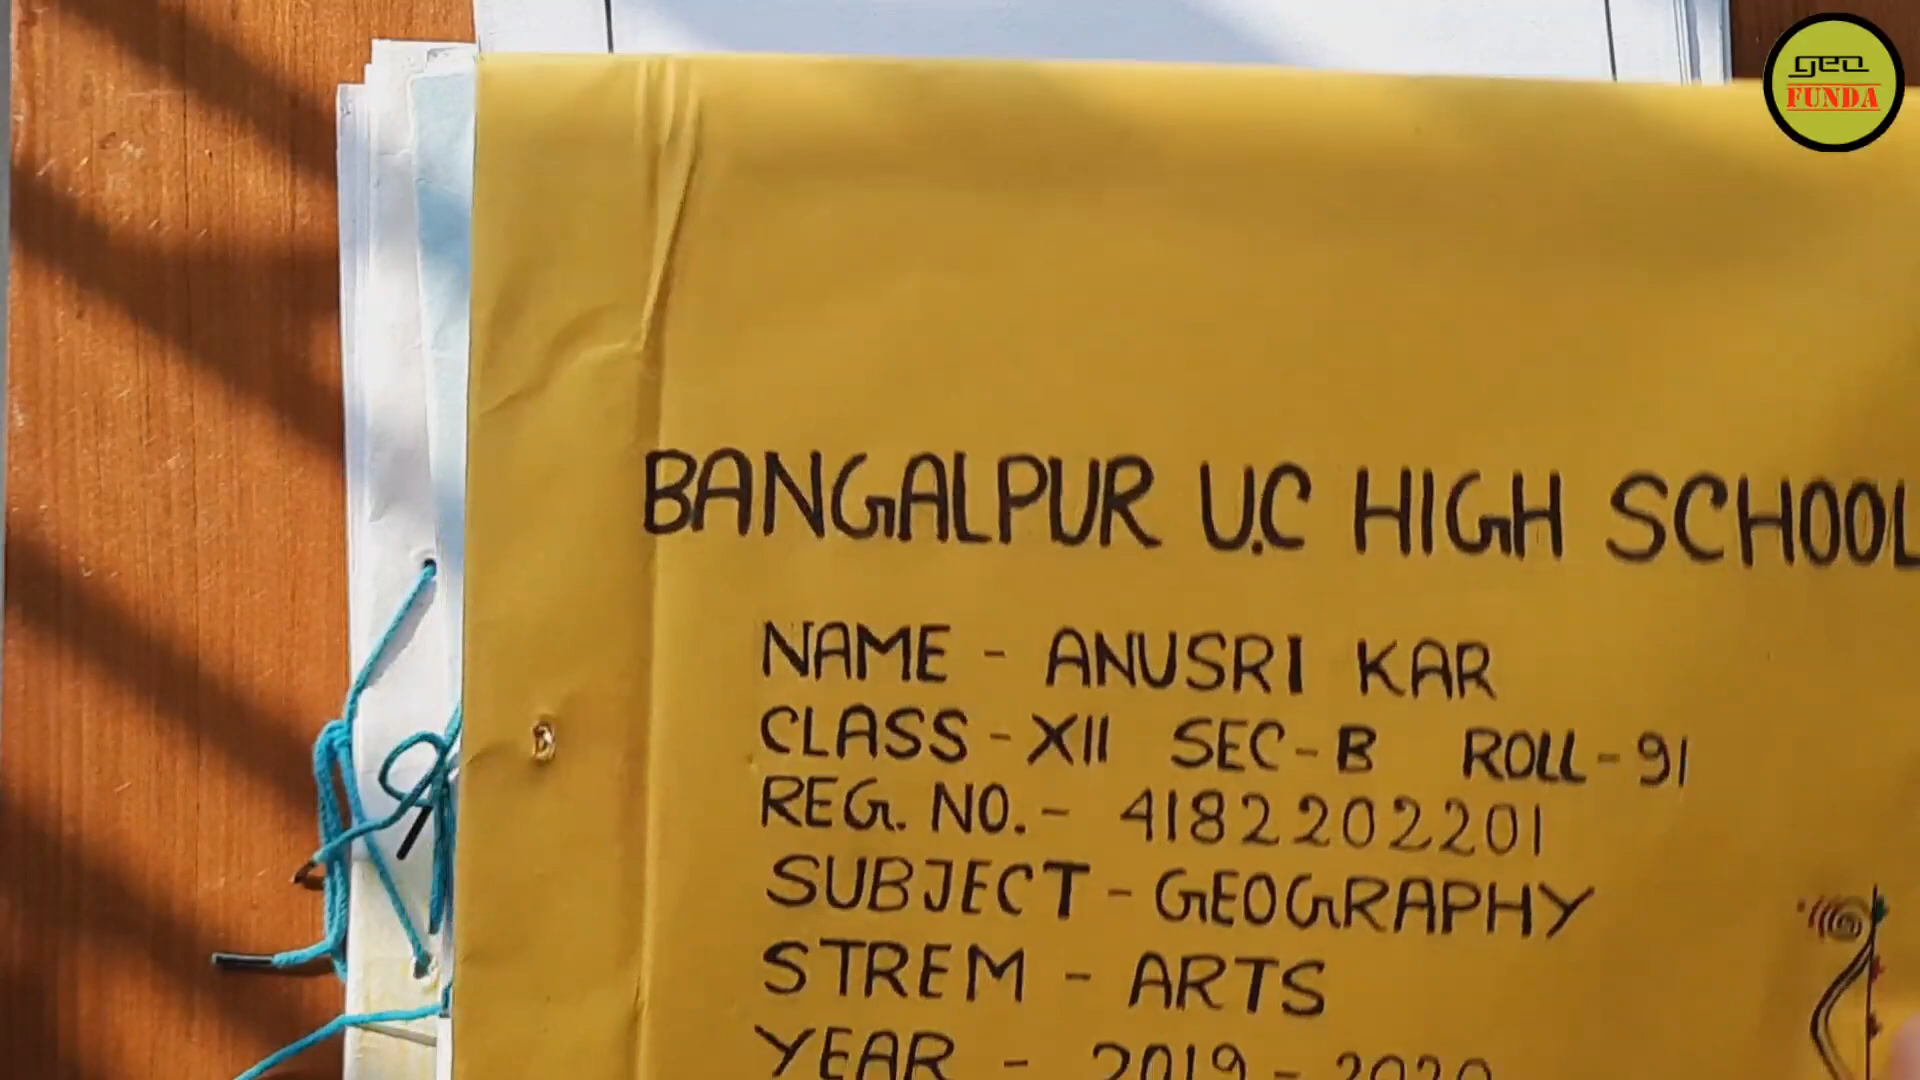 geo
FUNDA
BANGALPUR U.C HIGH SCHOOL
NAME - ANUSRI KAR
CLASS - XII SEC - B ROLL - 91
REG. NO. - 4182202201
SUBJECT - GEOGRAPHY
STREM - ARTS
YEAR - 2019 - 2020